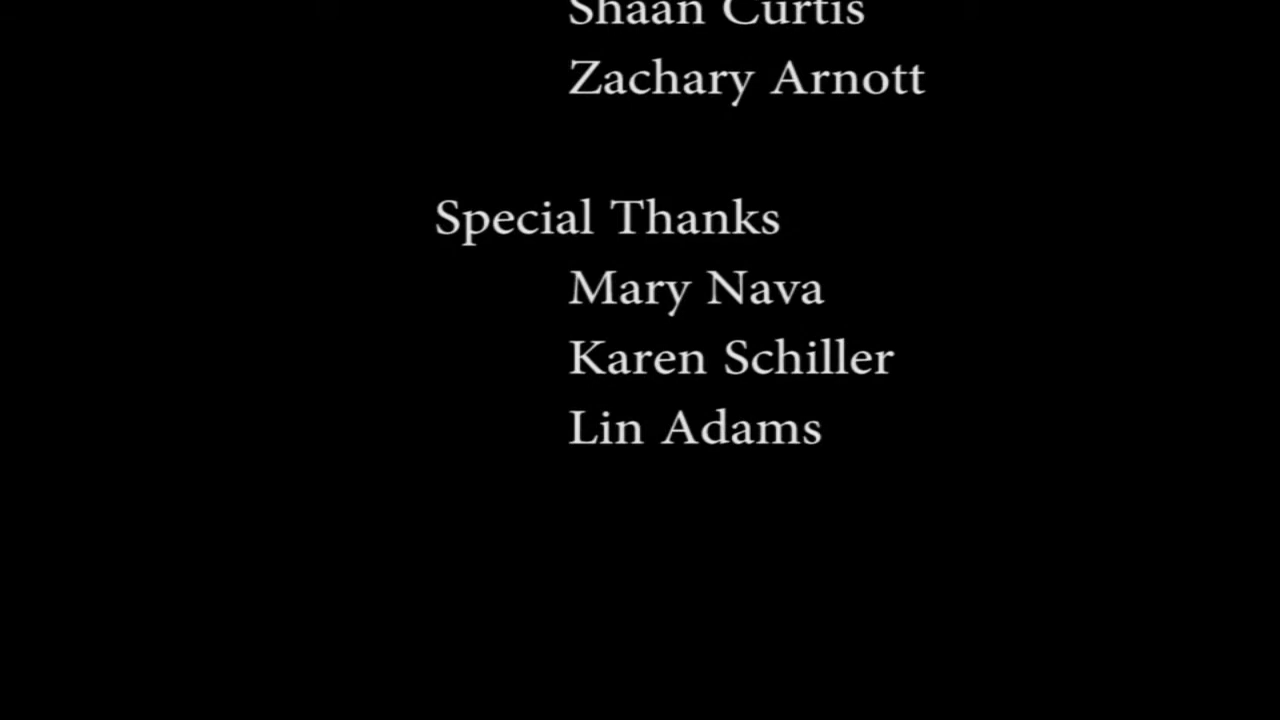 Shaan Curtis
Zachary Arnott
Special Thanks
Mary Nava
Karen Schiller
Lin Adams